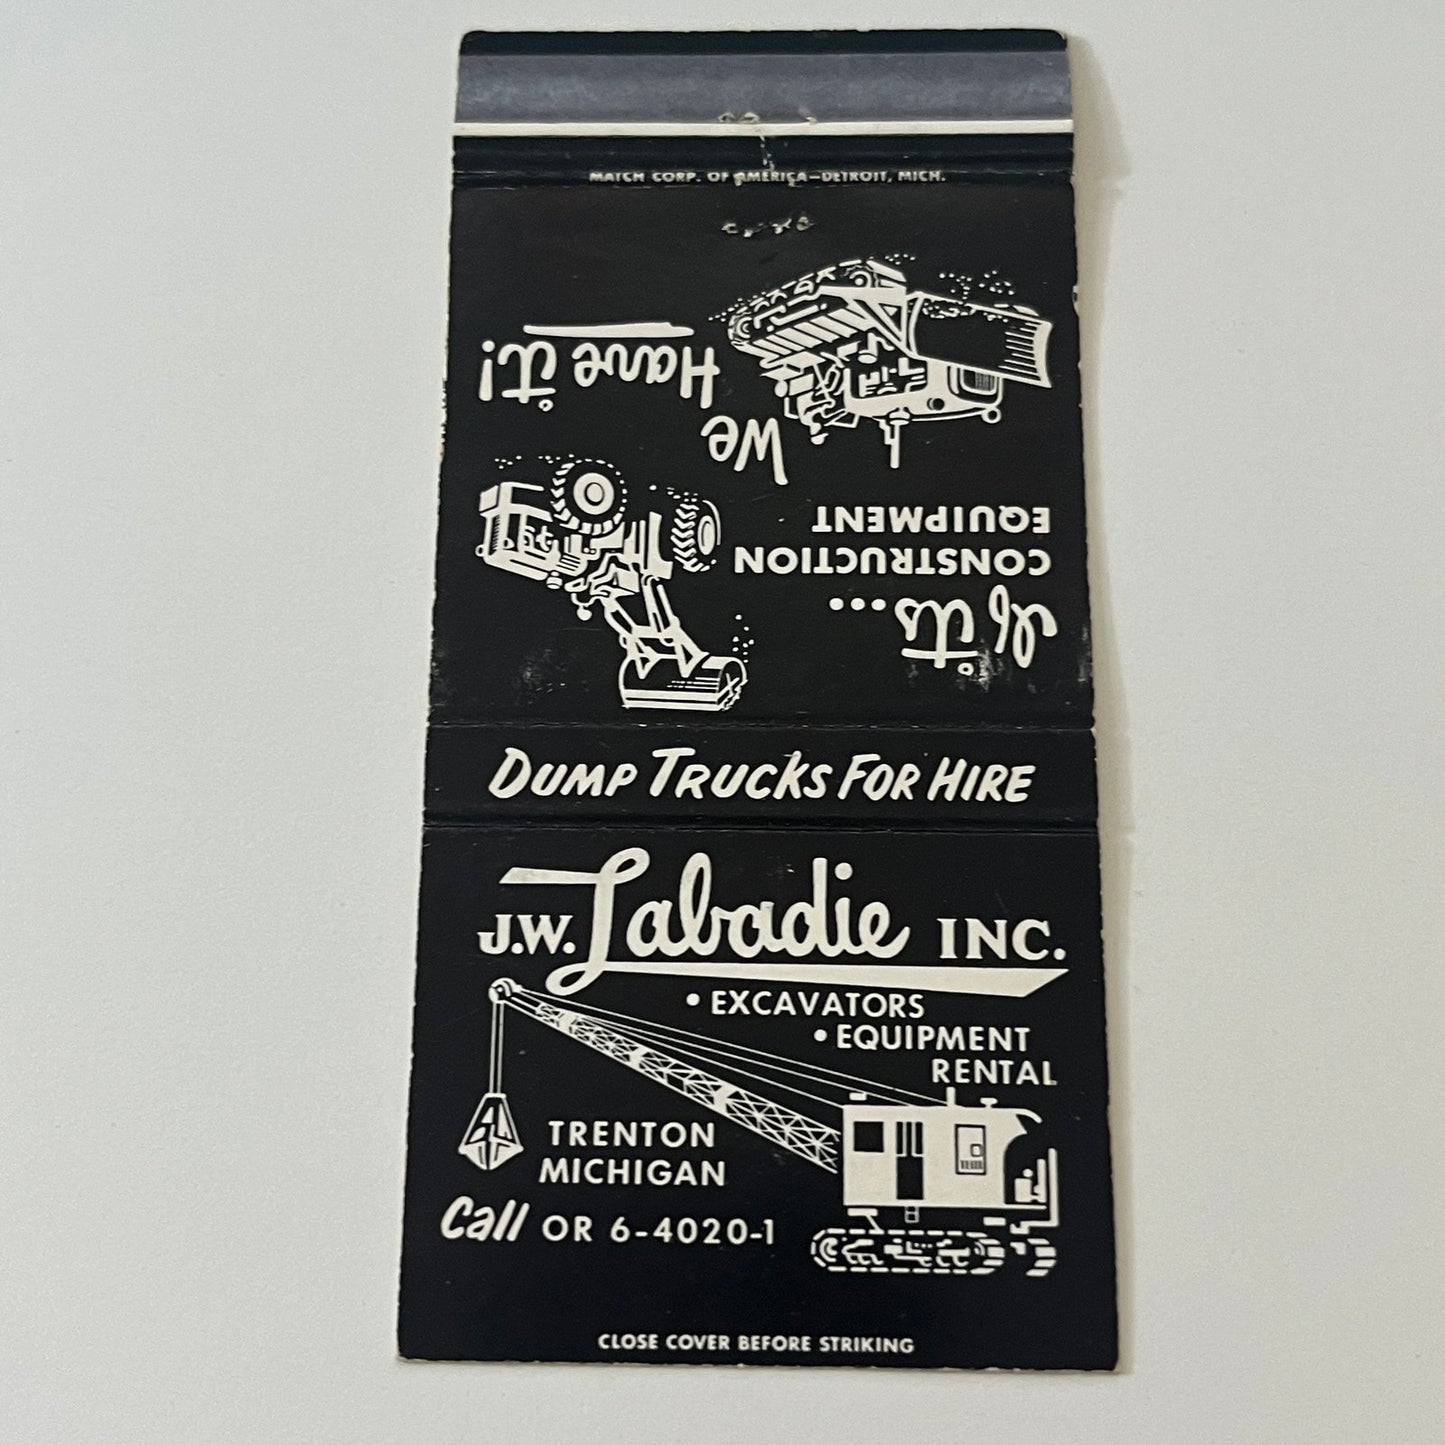 MATCH CORP. OF AMERICA—DETROIT, MICH.
If it's...
CONSTRUCTION
EQUIPMENT
We
Have it!
DUMP TRUCKS FOR HIRE
J.W. Labadie INC.
• EXCAVATORS
• EQUIPMENT
RENTAL
TRENTON
MICHIGAN
Call OR 6-4020-1
CLOSE COVER BEFORE STRIKING